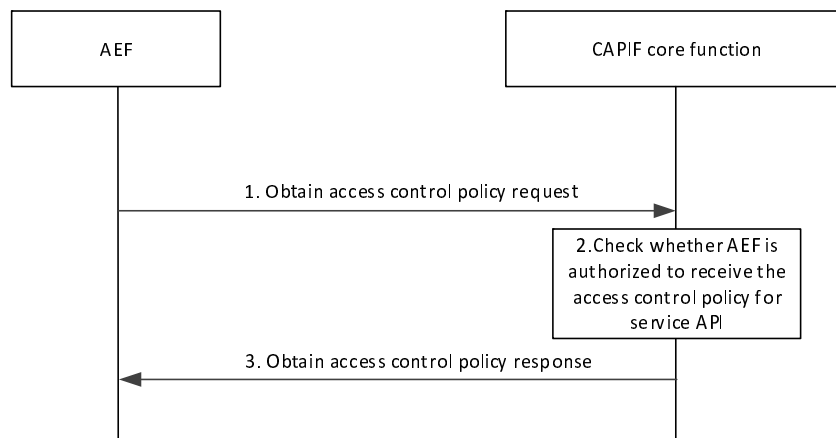 AEF
CAPIF core function
1. Obtain access control policy request
2.Check whether AEF is
authorized to receive the
access control policy for
service API
3. Obtain access control policy response